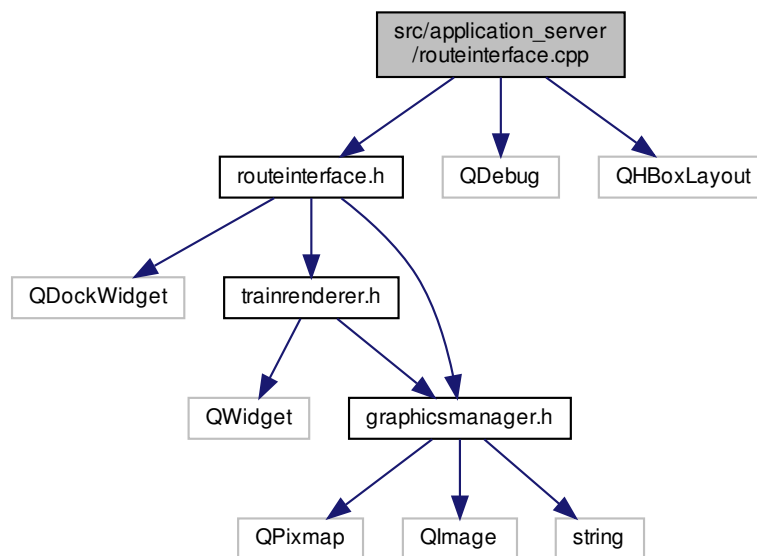 src/application_server
/routeinterface.cpp
routeinterface.h
QDebug
QHBoxLayout
QDockWidget
trainrenderer.h
QWidget
graphicsmanager.h
QPixmap
QImage
string